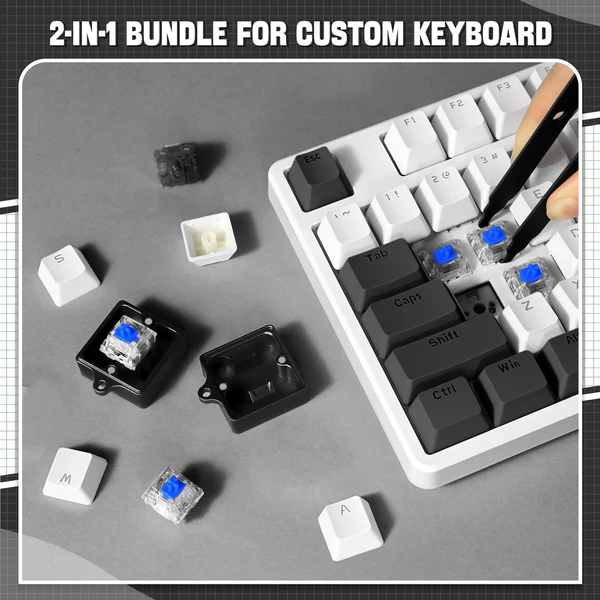 2-IN-1 BUNDLE FOR CUSTOM KEYBOARD
F1
F2
F3
Esc
~
1!
2@
3#
E
Tab
Caps
Shift
Z
Ctrl
Win
S
M
A